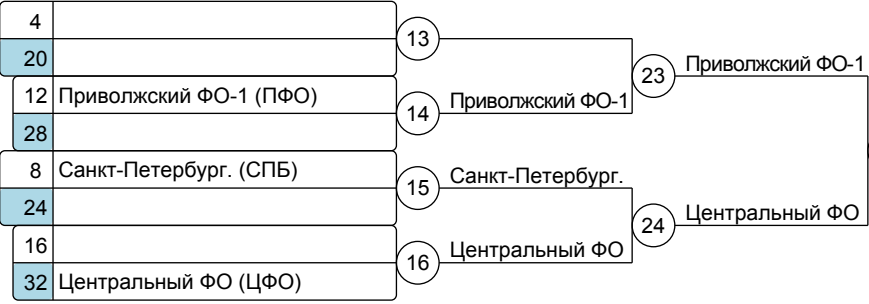 4
13
20
Приволжский ФО-1
23
12 Приволжский ФО-1 (ПФО)
Приволжский ФО-1
14
28
8 Санкт-Петербург. (СПБ)
Санкт-Петербург.
15
24
Центральный ФО
24
16
Центральный ФО
16
32 Центральный ФО (ЦФО)